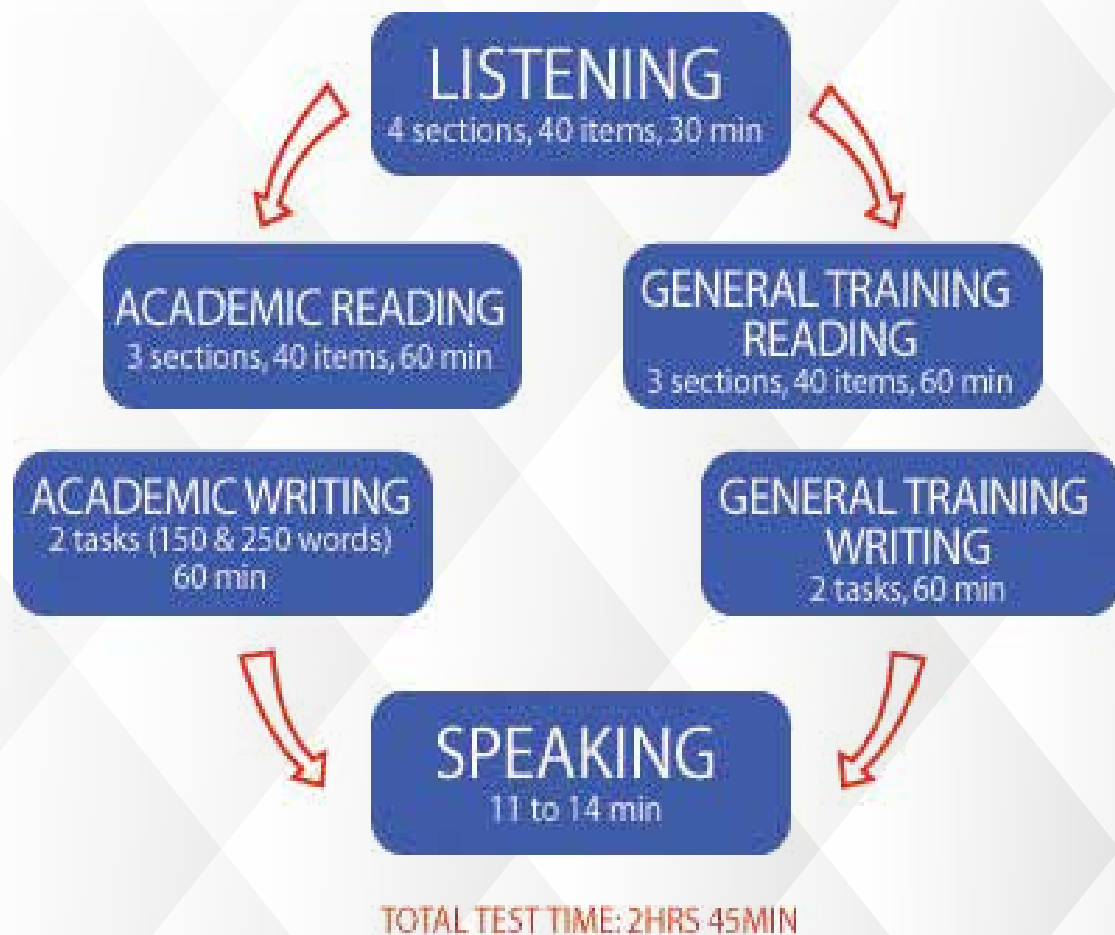 LISTENING
4 sections, 40 items, 30 min
ACADEMIC READING
3 sections, 40 items, 60 min
GENERAL TRAINING
READING
3 sections, 40 items, 60 min
ACADEMIC WRITING
2 tasks (150 & 250 words)
60 min
GENERAL TRAINING
WRITING
2 tasks, 60 min
SPEAKING
11 to 14 min
TOTAL TEST TIME: 2HRS 45MIN